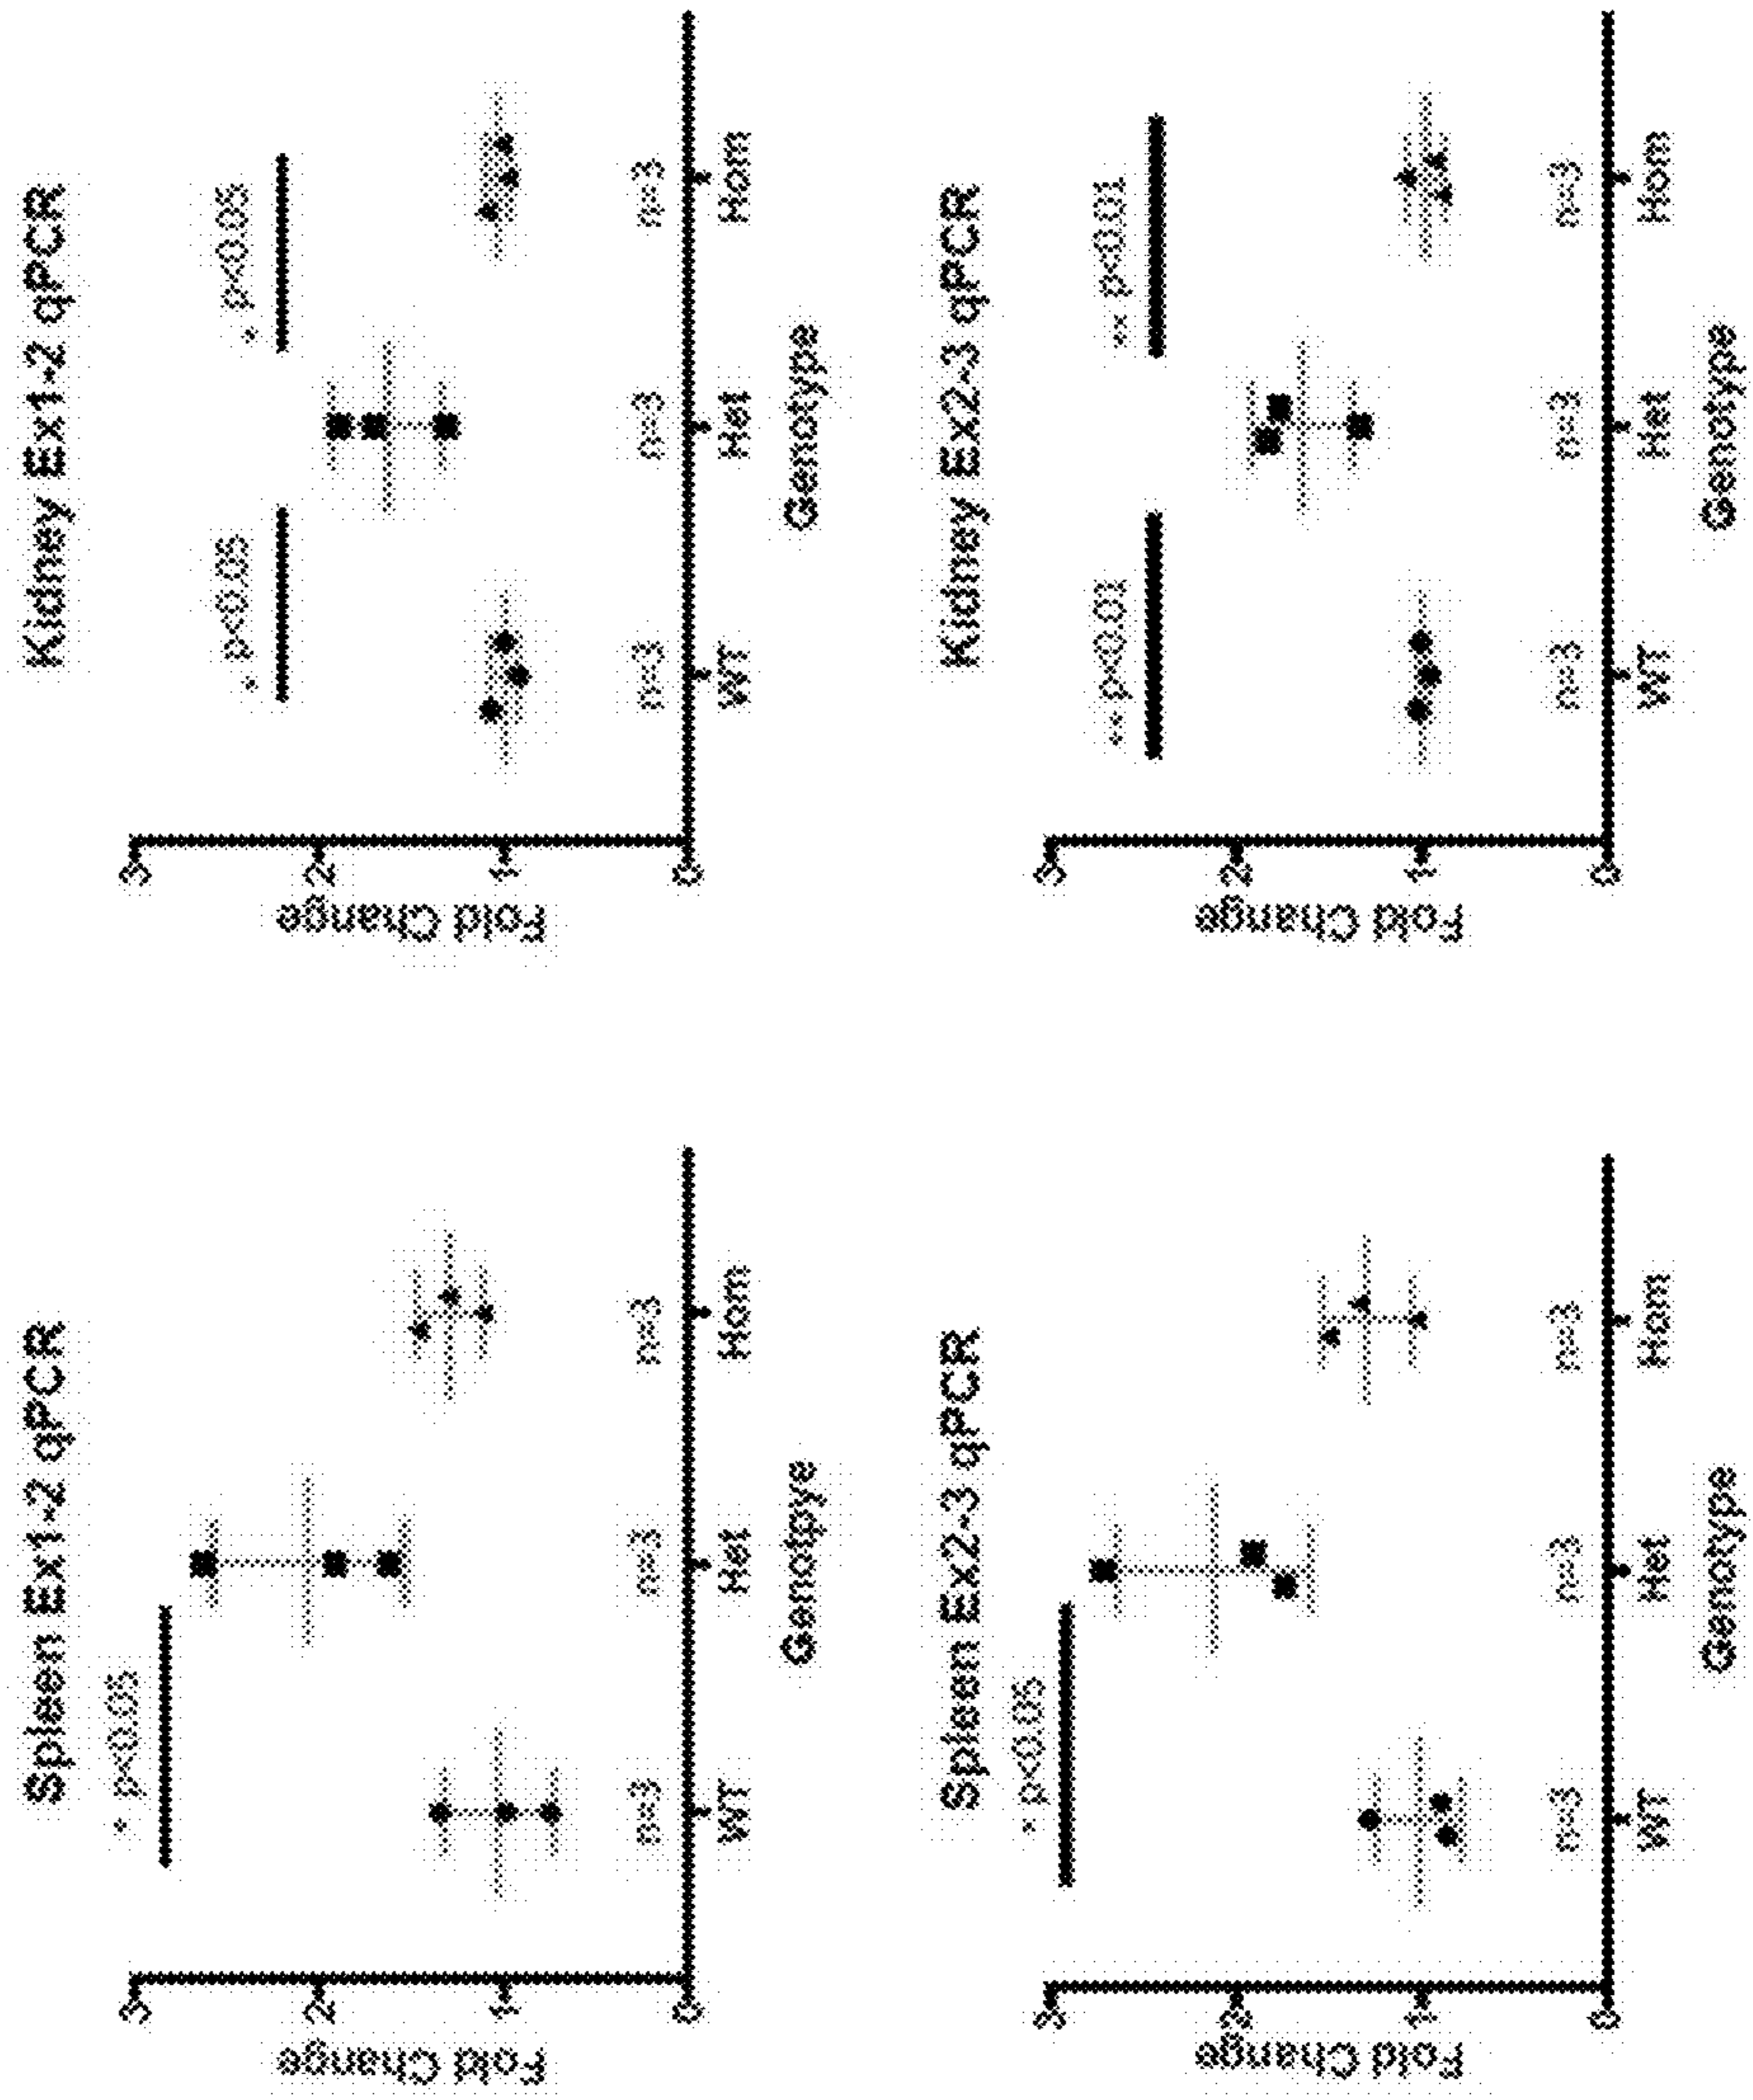 Spleen Ex1-2 qPCR
* p<0.05
3
2
1
0
Fold Change
n=3 n=3 n=3
WT Het Hom
Genotpye
Kidney Ex1-2 qPCR
* p<0.05 * p<0.05
3
2
1
0
Fold Change
n=3 n=3 n=3
WT Het Hom
Genotype
Spleen Ex2-3 qPCR
* p<0.05
3
2
1
0
Fold Change
n=3 n=3 n=3
WT Het Hom
Genotype
Kidney Ex2-3 qPCR
** p<0.01 ** p<0.01
3
2
1
0
Fold Change
n=3 n=3 n=3
WT Het Hom
Genotype